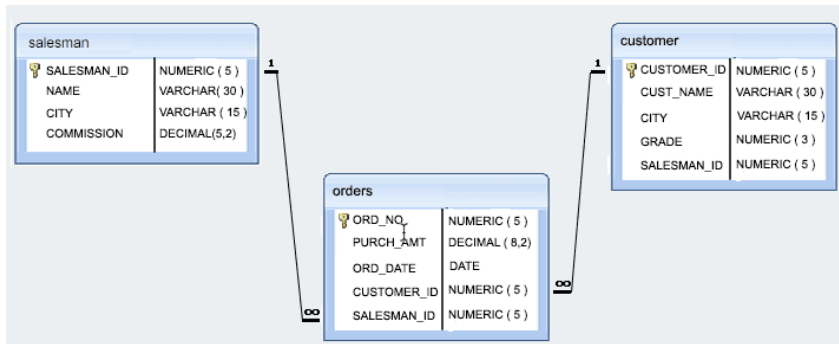 salesman
SALESMAN_ID NUMERIC ( 5 )
NAME VARCHAR( 30 )
CITY VARCHAR ( 15 )
COMMISSION DECIMAL(5,2)
1
1
customer
CUSTOMER_ID NUMERIC ( 5 )
CUST_NAME VARCHAR ( 30 )
CITY VARCHAR ( 15 )
GRADE NUMERIC ( 3 )
SALESMAN_ID NUMERIC ( 5 )
orders
ORD_NO NUMERIC ( 5 )
PURCH_AMT DECIMAL ( 8,2)
ORD_DATE DATE
CUSTOMER_ID NUMERIC ( 5 )
SALESMAN_ID NUMERIC ( 5 )
∞
∞